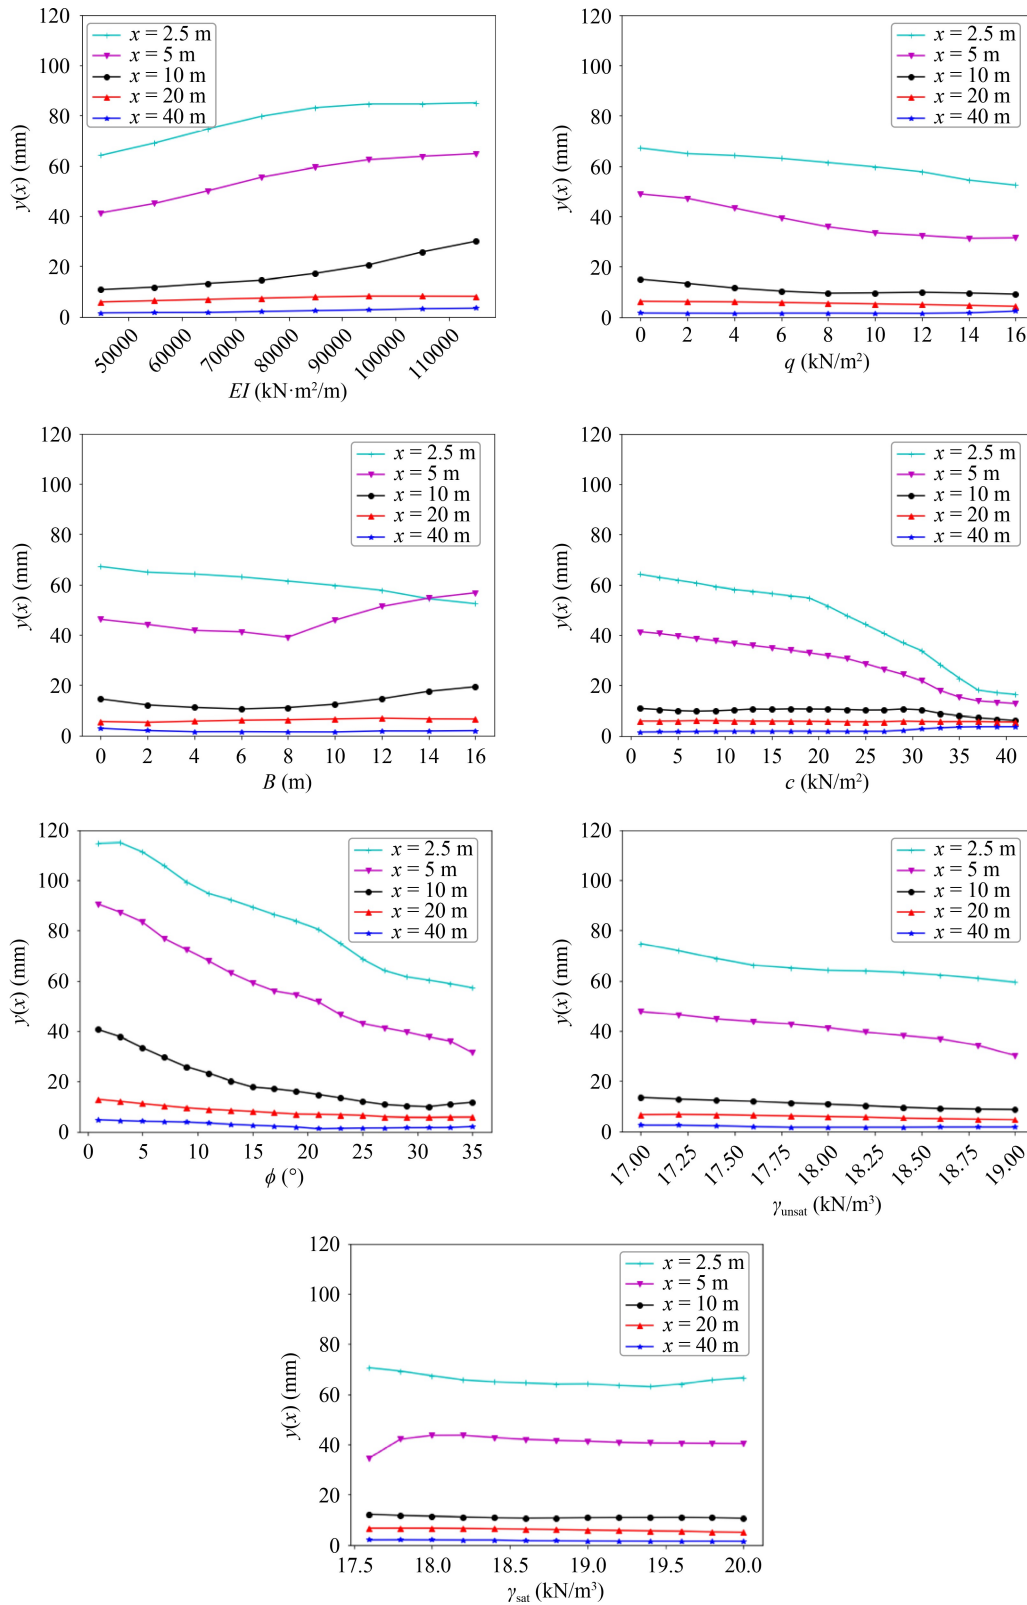 120
100
80
60
40
20
0
y(x) (mm)
x = 2.5 m
x = 5 m
x = 10 m
x = 20 m
x = 40 m
50000
60000
70000
80000
90000
100000
110000
EI (kN·m²/m)
120
100
80
60
40
20
0
y(x) (mm)
x = 2.5 m
x = 5 m
x = 10 m
x = 20 m
x = 40 m
0 2 4 6 8 10 12 14 16
q (kN/m²)
120
100
80
60
40
20
0
y(x) (mm)
x = 2.5 m
x = 5 m
x = 10 m
x = 20 m
x = 40 m
0 2 4 6 8 10 12 14 16
B (m)
120
100
80
60
40
20
0
y(x) (mm)
x = 2.5 m
x = 5 m
x = 10 m
x = 20 m
x = 40 m
0 5 10 15 20 25 30 35 40
c (kN/m²)
120
100
80
60
40
20
0
y(x) (mm)
x = 2.5 m
x = 5 m
x = 10 m
x = 20 m
x = 40 m
0 5 10 15 20 25 30 35
ϕ (°)
120
100
80
60
40
20
0
y(x) (mm)
x = 2.5 m
x = 5 m
x = 10 m
x = 20 m
x = 40 m
17.00
17.25
17.50
17.75
18.00
18.25
18.50
18.75
19.00
γunsat (kN/m³)
120
100
80
60
40
20
0
y(x) (mm)
x = 2.5 m
x = 5 m
x = 10 m
x = 20 m
x = 40 m
17.5 18.0 18.5 19.0 19.5 20.0
γsat (kN/m³)